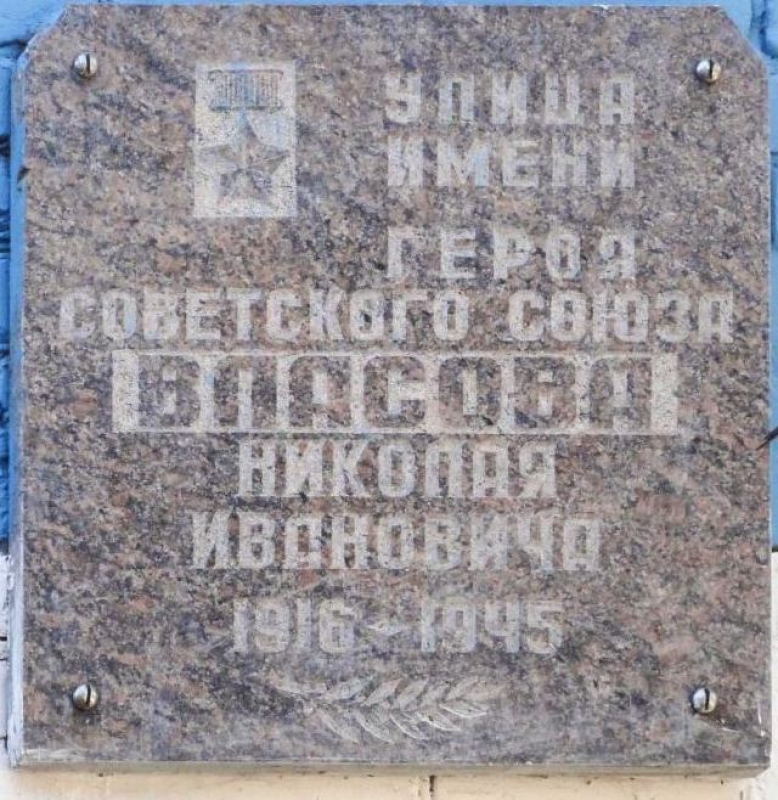 УЛИЦА
ИМЕНИ
ГЕРОЯ
СОВЕТСКОГО СОЮЗА
ВЛАСОВА
НИКОЛАЯ
ИВАНОВИЧА
1916-1945